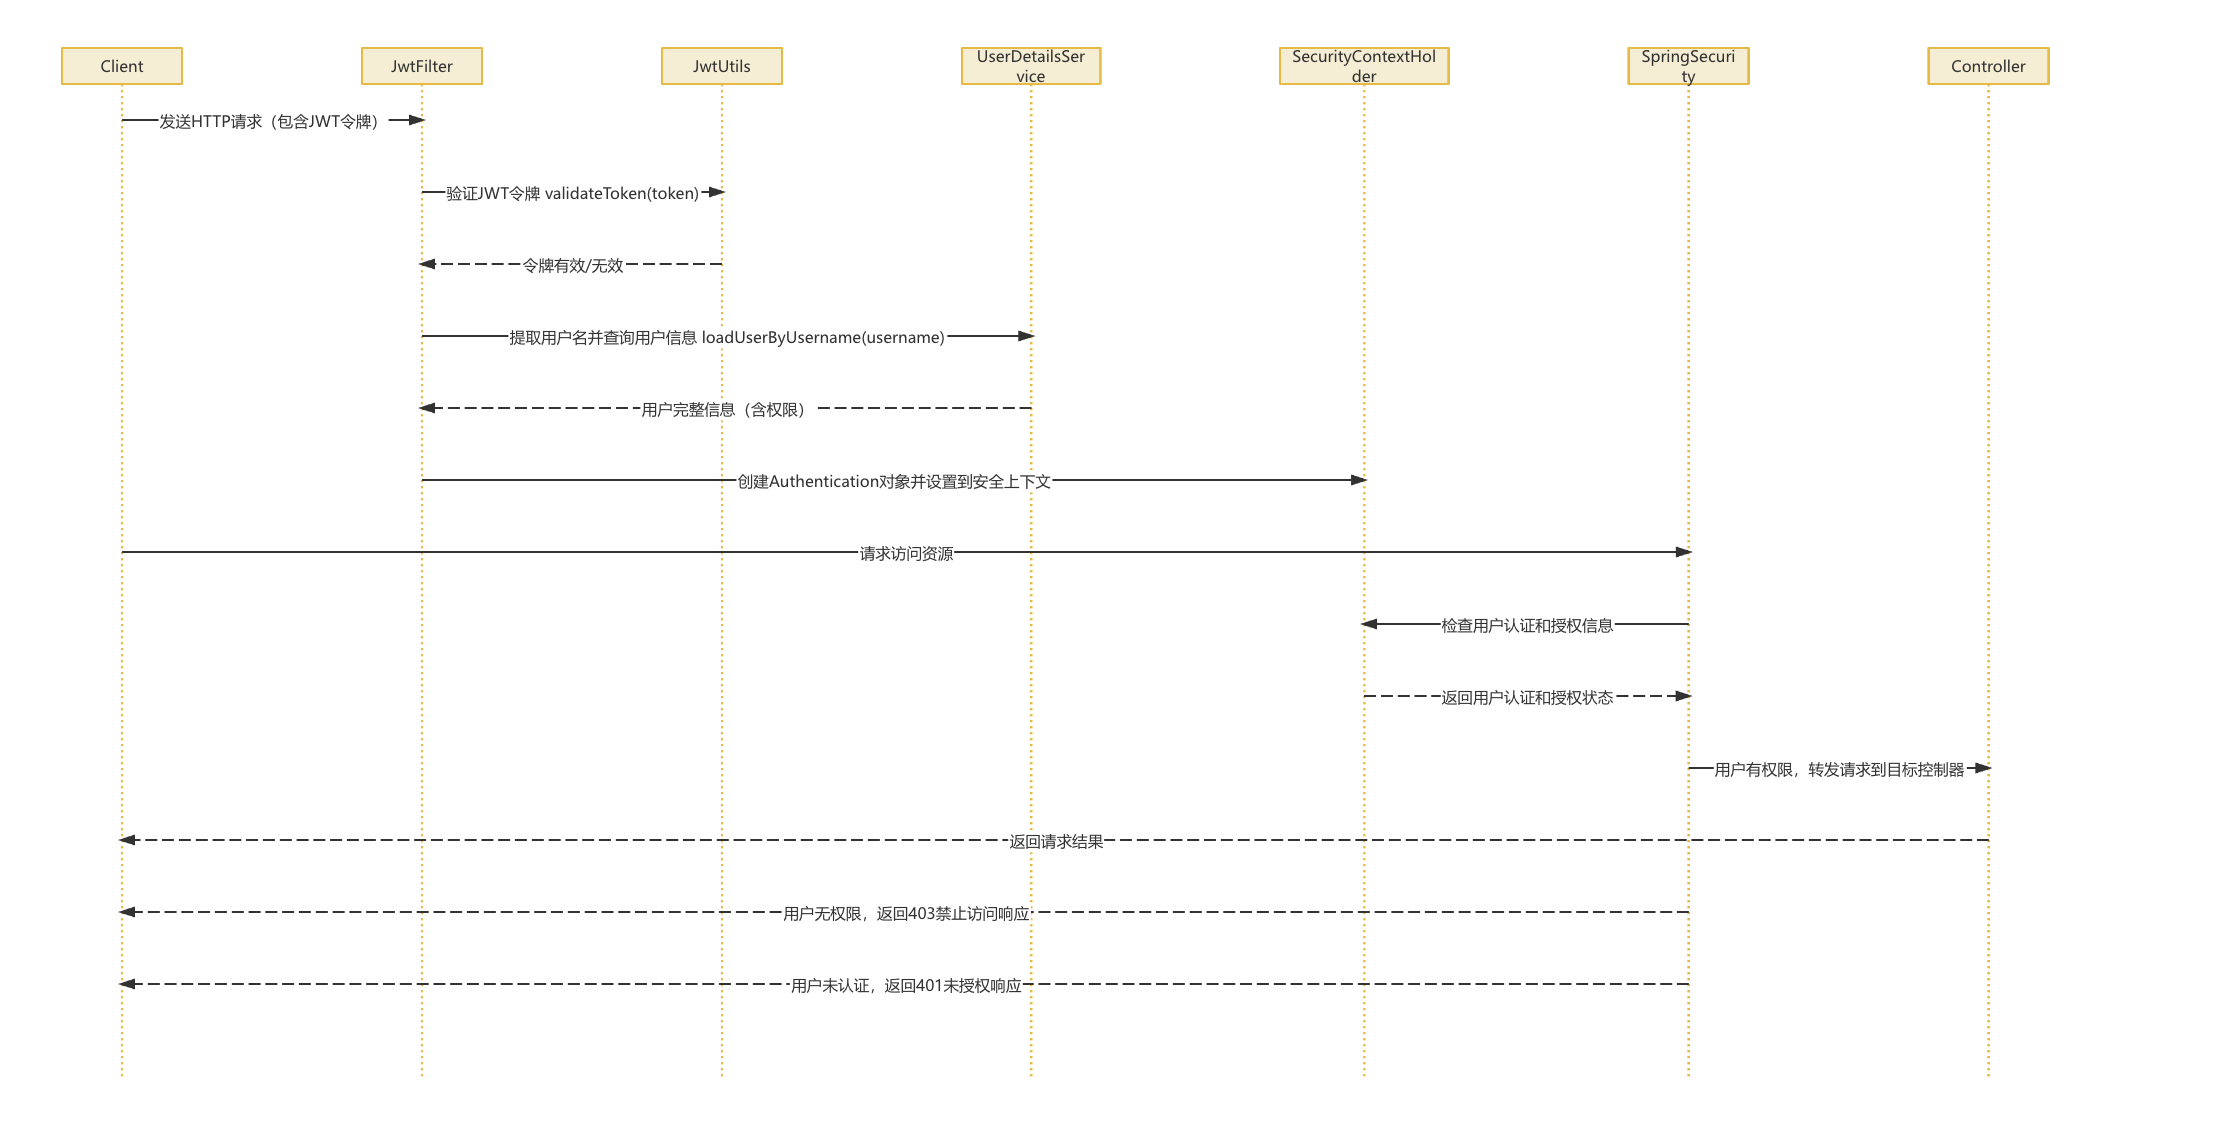 Client
JwtFilter
JwtUtils
UserDetailsSer
vice
SecurityContextHol
der
SpringSecuri
ty
Controller
发送HTTP请求（包含JWT令牌）
验证JWT令牌 validateToken(token)
令牌有效/无效
提取用户名并查询用户信息 loadUserByUsername(username)
用户完整信息（含权限）
创建Authentication对象并设置到安全上下文
请求访问资源
检查用户认证和授权信息
返回用户认证和授权状态
用户有权限，转发请求到目标控制器
返回请求结果
用户无权限，返回403禁止访问响应
用户未认证，返回401未授权响应